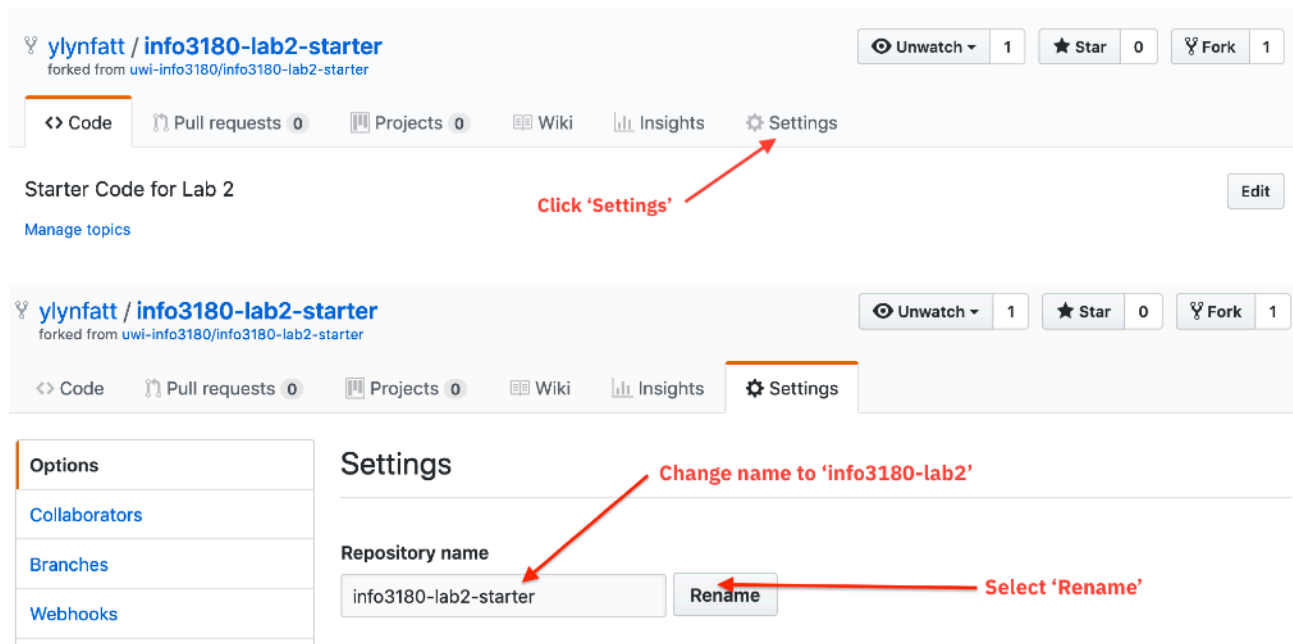 ylynfatt / info3180-lab2-starter
forked from uwi-info3180/info3180-lab2-starter
Unwatch 1 Star 0 Fork 1
<> Code Pull requests 0 Projects 0 Wiki Insights Settings
Click ‘Settings’
Starter Code for Lab 2
Edit
Manage topics
ylynfatt / info3180-lab2-starter
forked from uwi-info3180/info3180-lab2-starter
Unwatch 1 Star 0 Fork 1
<> Code Pull requests 0 Projects 0 Wiki Insights Settings
Options
Collaborators
Branches
Webhooks
Settings
Change name to ‘info3180-lab2’
Repository name
info3180-lab2-starter
Rename
Select ‘Rename’